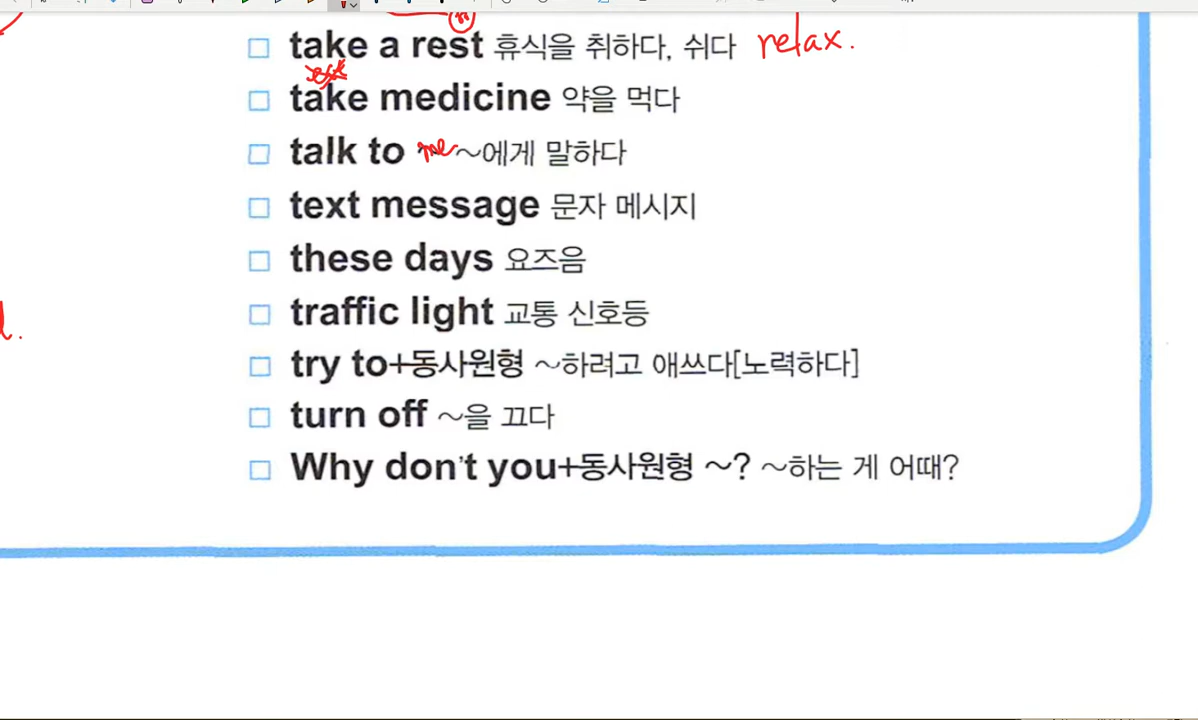 take a rest 휴식을 취하다, 쉬다 relax.
take medicine 약을 먹다
talk to me ~에게 말하다
text message 문자 메시지
these days 요즈음
traffic light 교통 신호등
try to+동사원형 ~하려고 애쓰다[노력하다]
turn off ~을 끄다
Why don't you+동사원형 ~? ~하는 게 어때?